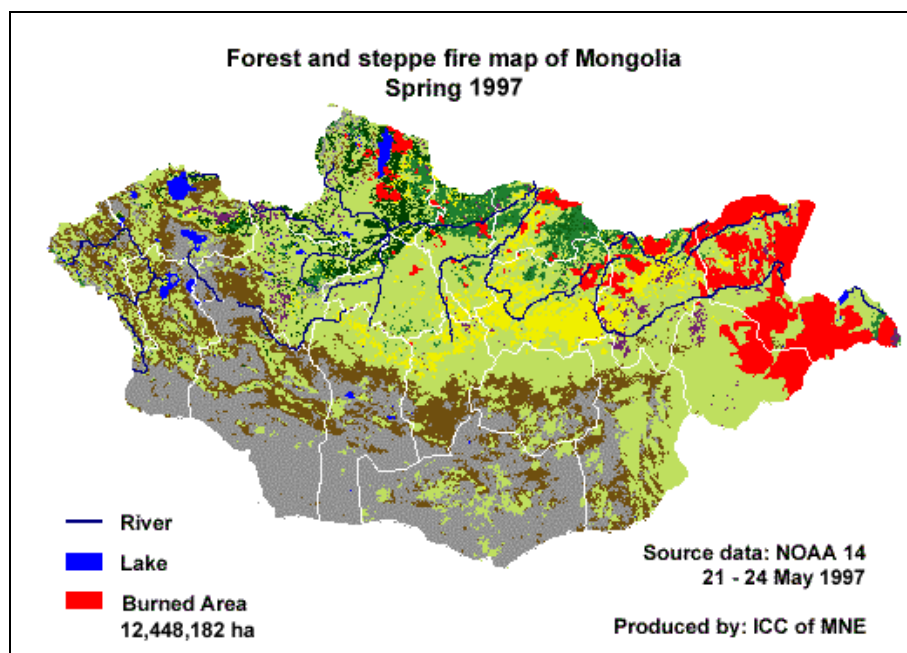 Forest and steppe fire map of Mongolia
Spring 1997
River
Lake
Burned Area
12,448,182 ha
Source data: NOAA 14
21 - 24 May 1997
Produced by: ICC of MNE